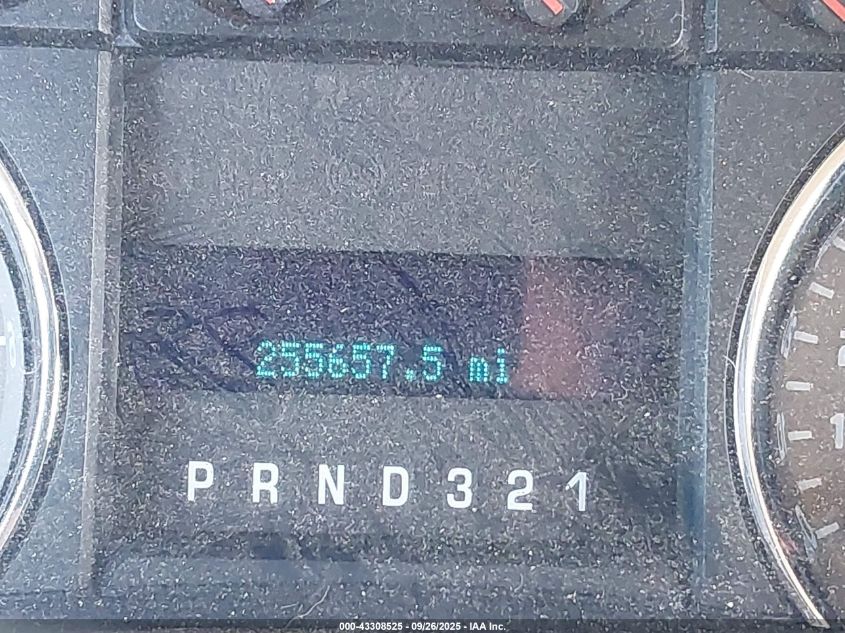 255657.5 mi
P R N D 3 2 1
000-43308525 - 09/26/2025 - IAA Inc.